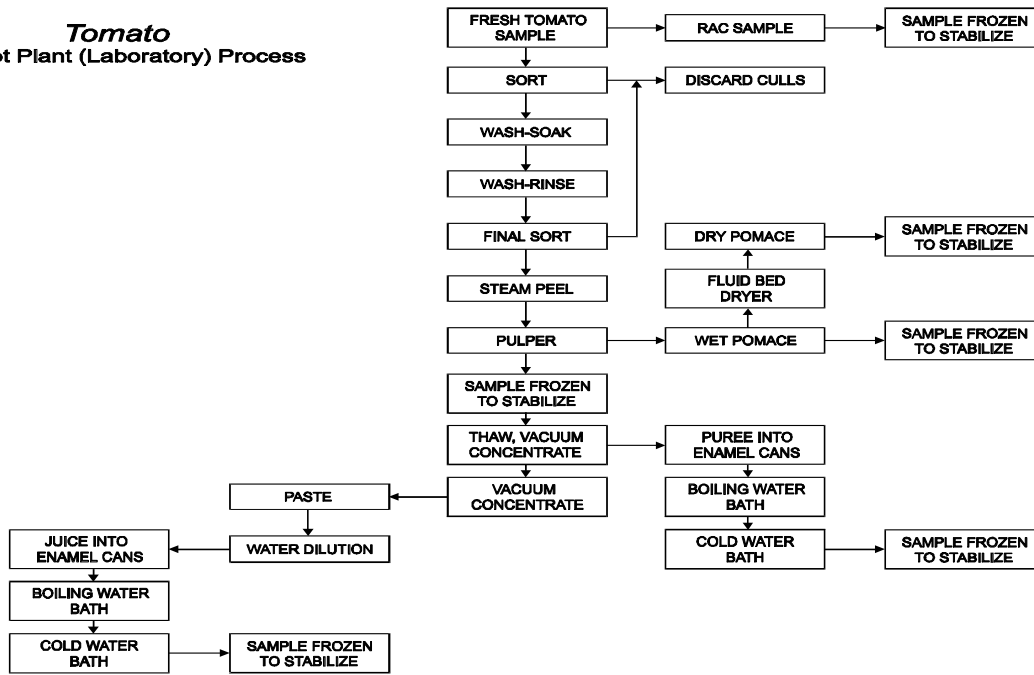 Tomato
ot Plant (Laboratory) Process
FRESH TOMATO
SAMPLE
RAC SAMPLE
SAMPLE FROZEN
TO STABILIZE
SORT
DISCARD CULLS
WASH-SOAK
WASH-RINSE
FINAL SORT
DRY POMACE
SAMPLE FROZEN
TO STABILIZE
STEAM PEEL
FLUID BED
DRYER
PULPER
WET POMACE
SAMPLE FROZEN
TO STABILIZE
SAMPLE FROZEN
TO STABILIZE
THAW, VACUUM
CONCENTRATE
PUREE INTO
ENAMEL CANS
PASTE
VACUUM
CONCENTRATE
BOILING WATER
BATH
JUICE INTO
ENAMEL CANS
WATER DILUTION
COLD WATER
BATH
SAMPLE FROZEN
TO STABILIZE
BOILING WATER
BATH
COLD WATER
BATH
SAMPLE FROZEN
TO STABILIZE